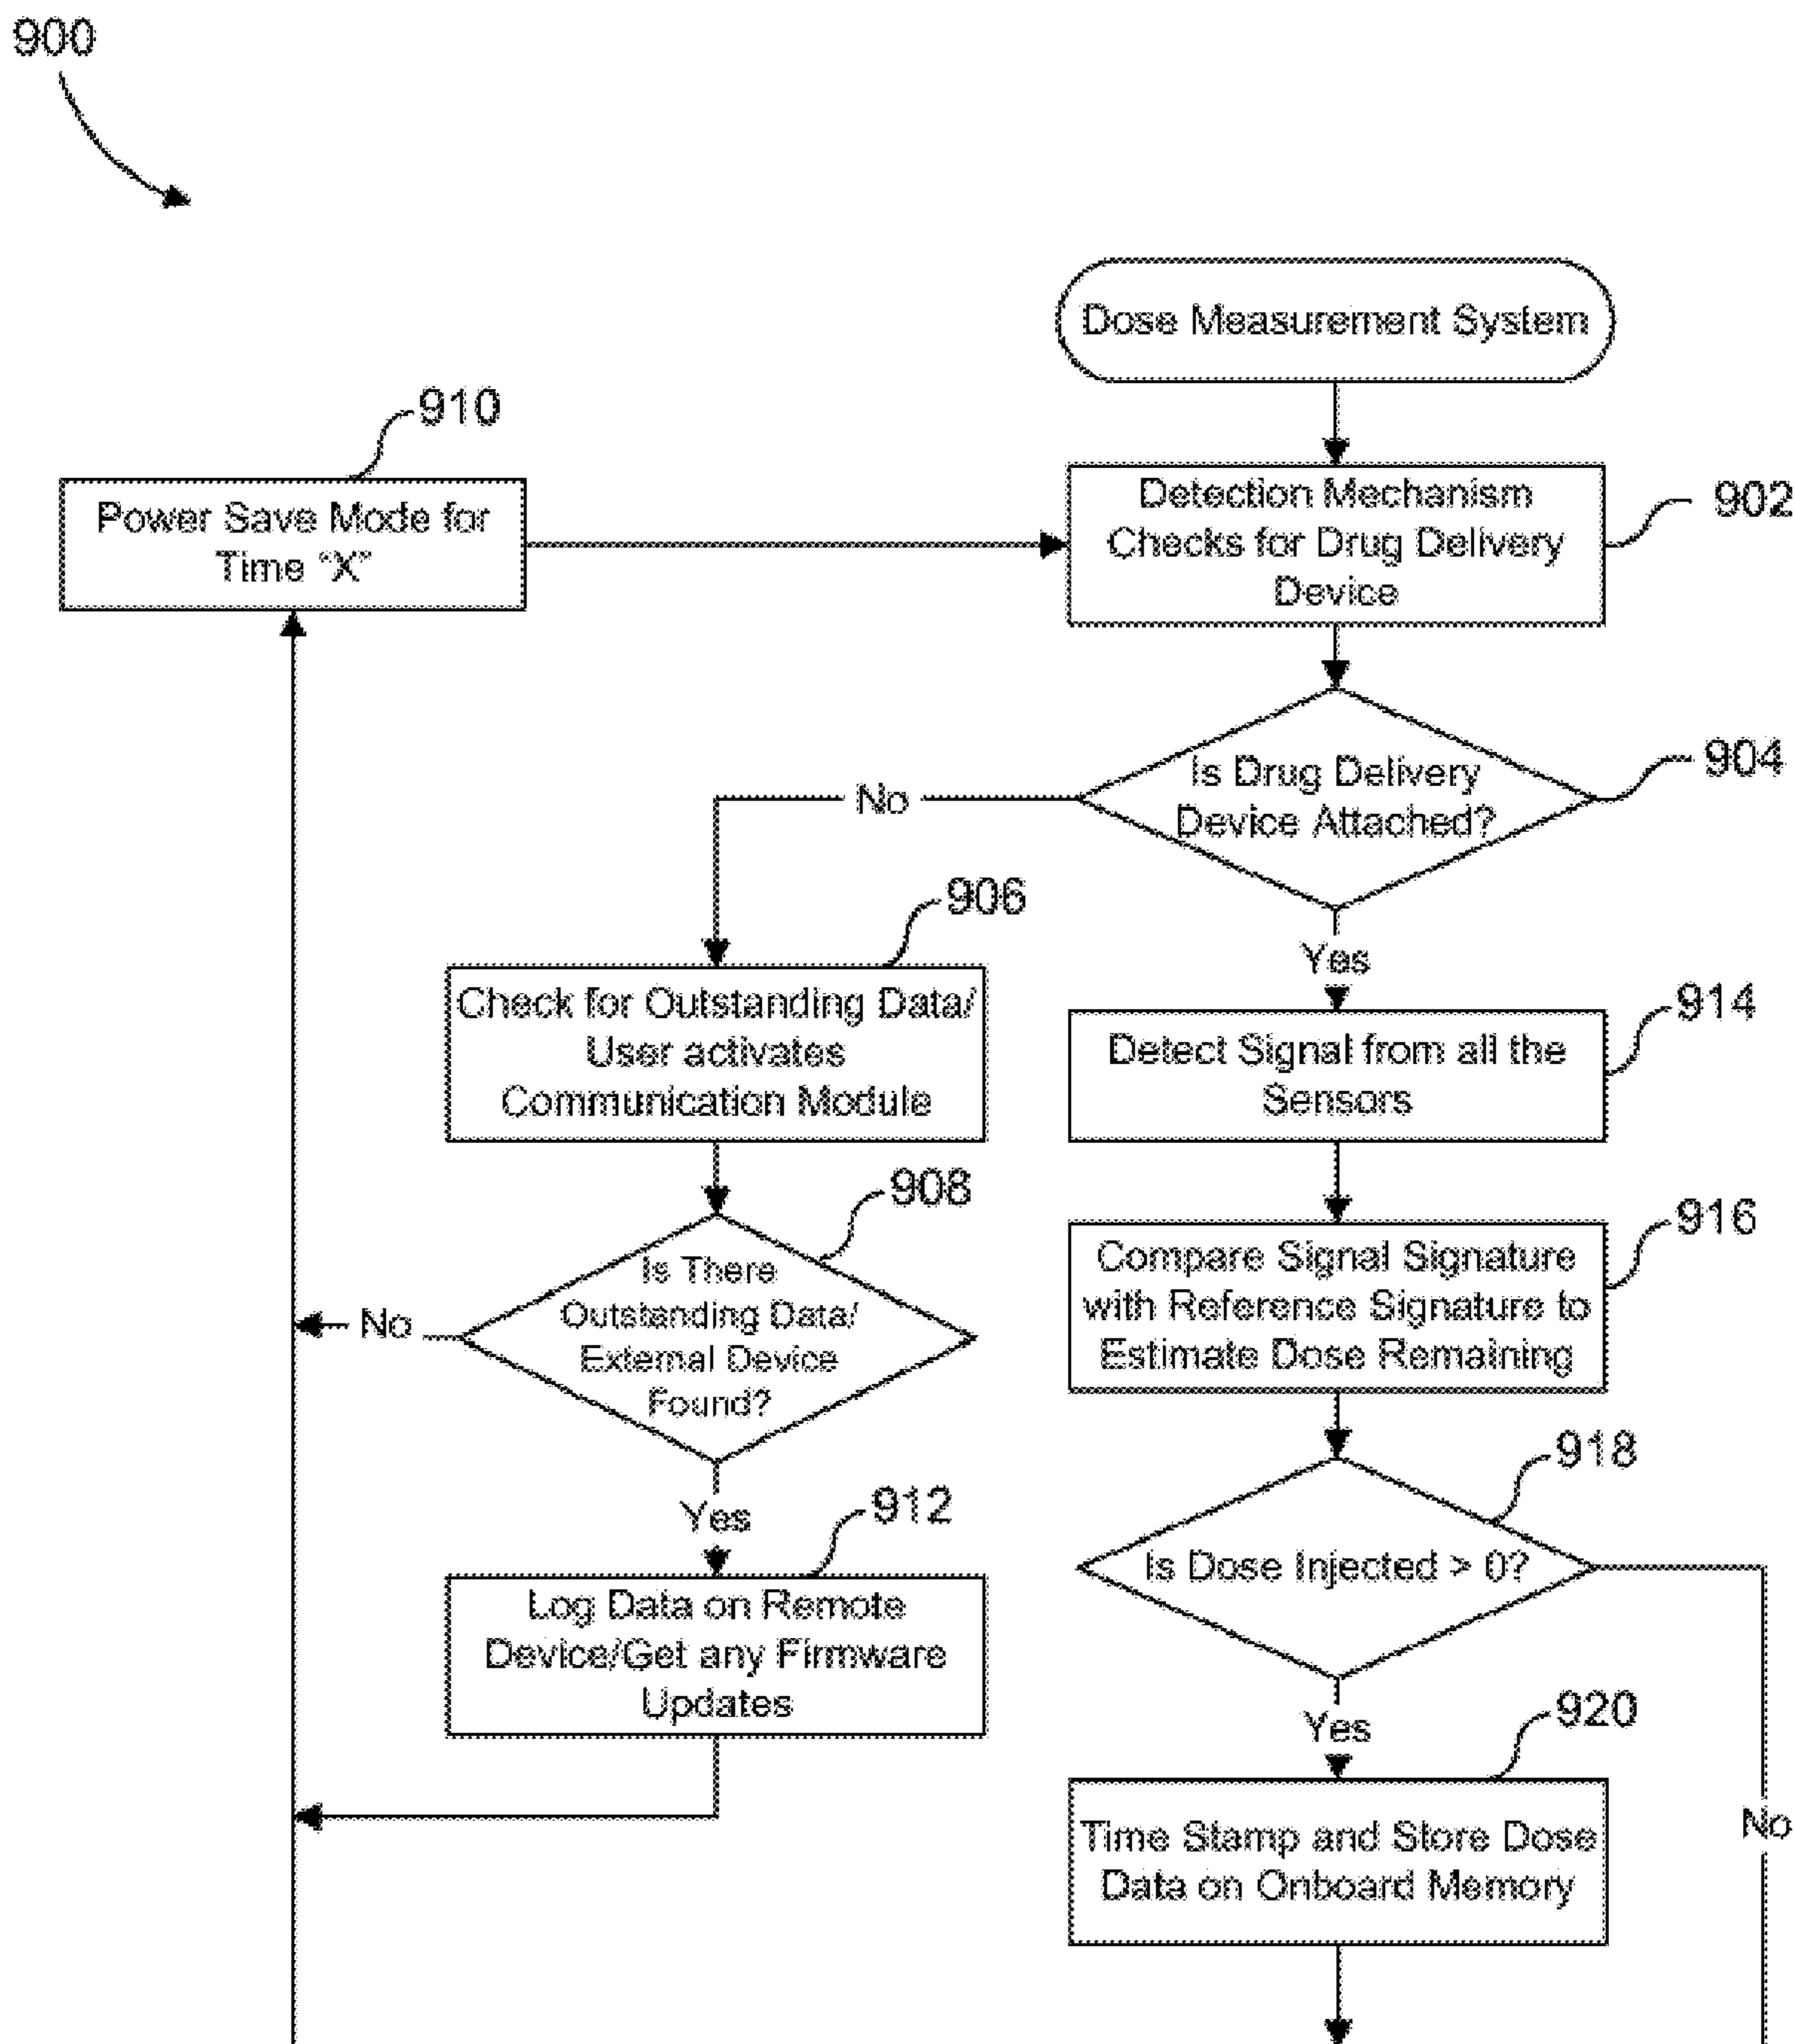 900
Dose Measurement System
910
Power Save Mode for
Time “X”
Detection Mechanism
Checks for Drug Delivery
Device
902
Is Drug Delivery
Device Attached?
904
No
Yes
906
Check for Outstanding Data/
User activates
Communication Module
914
Detect Signal from all the
Sensors
908
Is There
Outstanding Data/
External Device
Found?
No
Yes
916
Compare Signal Signature
with Reference Signature to
Estimate Dose Remaining
912
Log Data on Remote
Device/Get any Firmware
Updates
918
Is Dose Injected > 0?
Yes
No
920
Time Stamp and Store Dose
Data on Onboard Memory